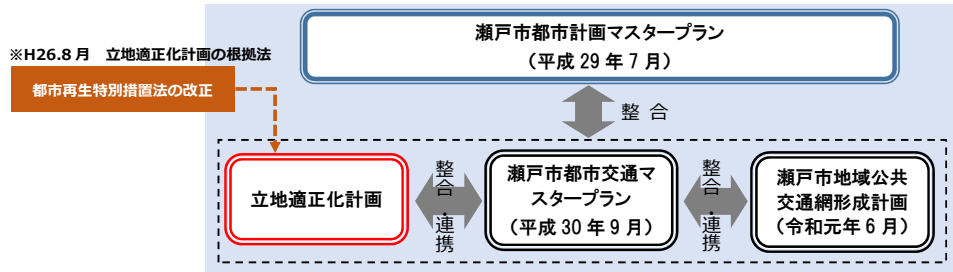 瀬戸市都市計画マスタープラン
（平成 29 年 7 月）
※H26.8 月　立地適正化計画の根拠法
都市再生特別措置法の改正
整 合
立地適正化計画
整合・連携
瀬戸市都市交通マ
スタープラン
（平成 30 年 9 月）
整合・連携
瀬戸市地域公共
交通網形成計画
（令和元年 6 月）